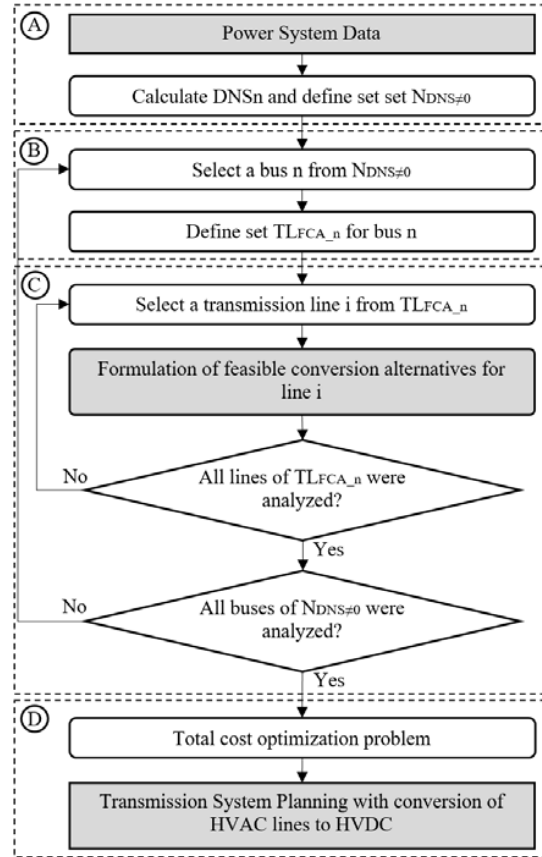 A
Power System Data
Calculate DNSn and define set set NDNS≠0
B
Select a bus n from NDNS≠0
Define set TLFCA_n for bus n
C
Select a transmission line i from TLFCA_n
Formulation of feasible conversion alternatives for
line i
No
All lines of TLFCA_n were
analyzed?
Yes
No
All buses of NDNS≠0 were
analyzed?
Yes
D
Total cost optimization problem
Transmission System Planning with conversion of
HVAC lines to HVDC